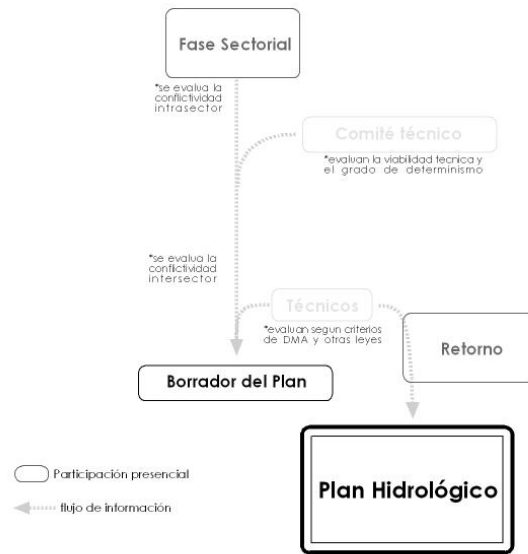 Fase Sectorial
*se evalua la
conflictividad
intrasector
Comité técnico
*evaluan la viabilidad tecnica y
el grado de determinismo
*se evalua la
conflictividad
intersector
Técnicos
*evaluan segun criterios
de DMA y otras leyes
Retorno
Borrador del Plan
Plan Hidrológico
Participación presencial
flujo de información